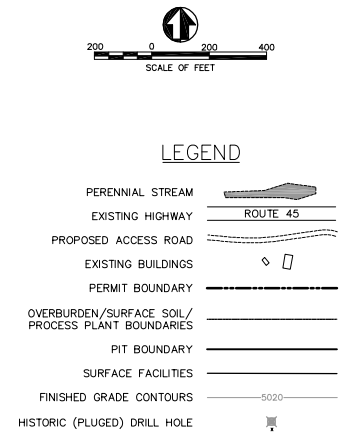 200 0 200 400
SCALE OF FEET
LEGEND
PERENNIAL STREAM
EXISTING HIGHWAY ROUTE 45
PROPOSED ACCESS ROAD
EXISTING BUILDINGS
PERMIT BOUNDARY
OVERBURDEN/SURFACE SOIL/
PROCESS PLANT BOUNDARIES
PIT BOUNDARY
SURFACE FACILITIES
FINISHED GRADE CONTOURS 5020
HISTORIC (PLUGED) DRILL HOLE